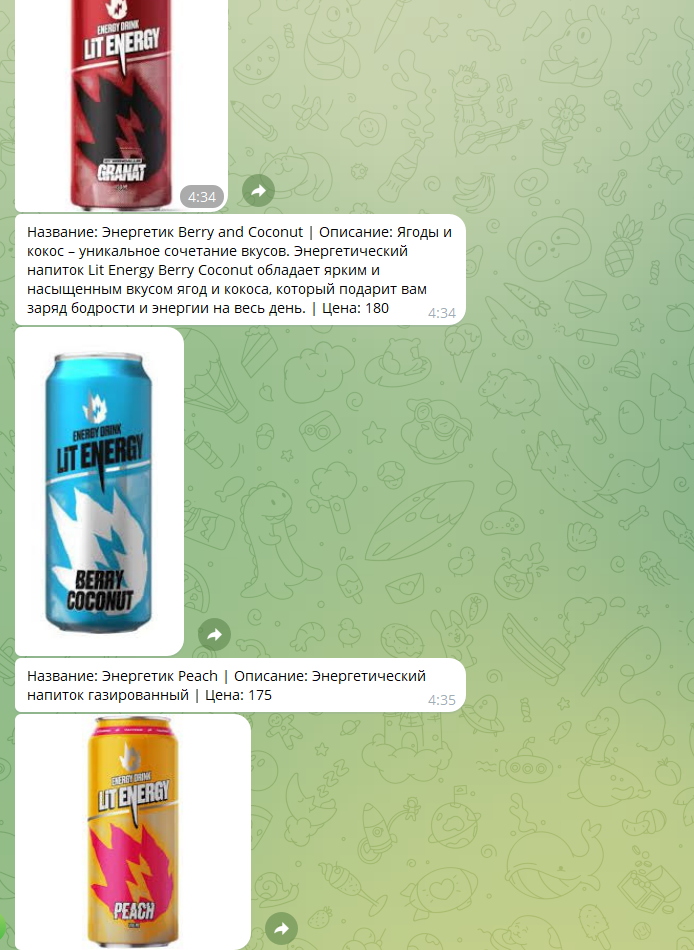 ENERGY DRINK
LIT ENERGY
GRANAT
4:34
Название: Энергетик Berry and Coconut | Описание: Ягоды и
кокос – уникальное сочетание вкусов. Энергетический
напиток Lit Energy Berry Coconut обладает ярким и
насыщенным вкусом ягод и кокоса, который подарит вам
заряд бодрости и энергии на весь день. | Цена: 180
4:34
ENERGY DRINK
LIT ENERGY
BERRY
COCONUT
Название: Энергетик Peach | Описание: Энергетический
напиток газированный | Цена: 175
4:35
ENERGY DRINK
LIT ENERGY
PEACH